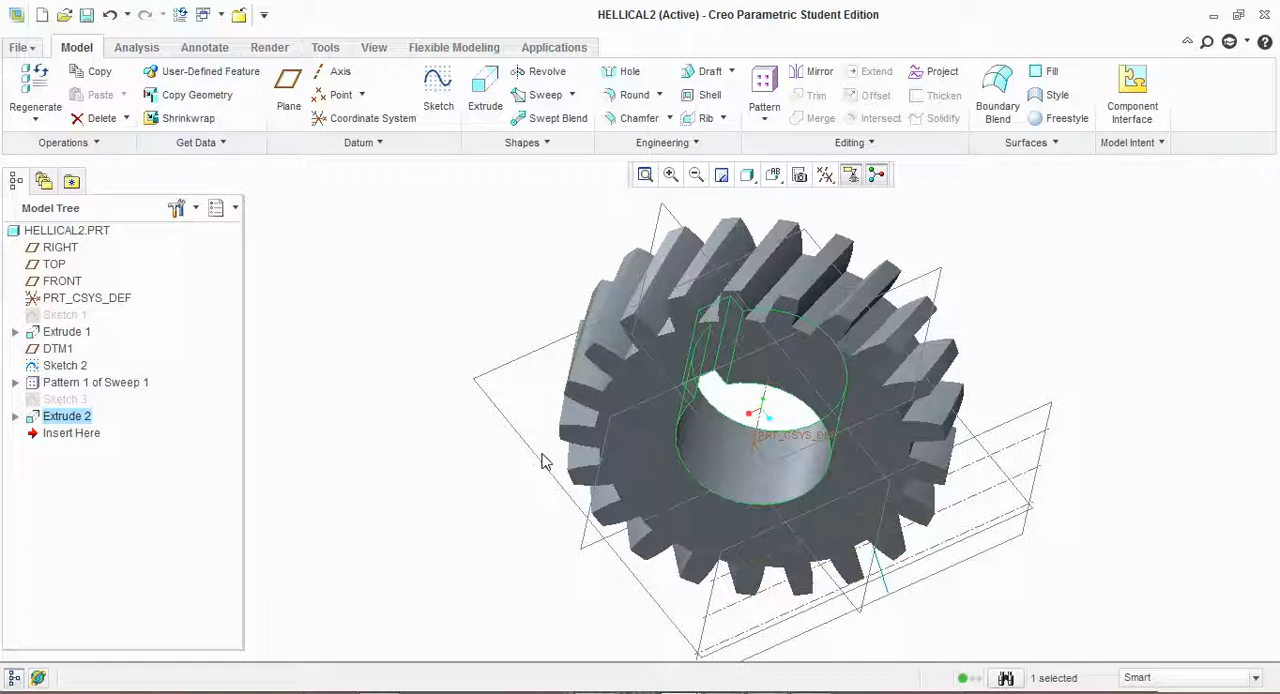 HELLICAL2 (Active) - Creo Parametric Student Edition
File Model Analysis Annotate Render Tools View Flexible Modeling Applications
Regenerate
Copy
Paste
Delete
User-Defined Feature
Copy Geometry
Shrinkwrap
Plane
Axis
Point
Coordinate System
Sketch
Extrude
Revolve
Sweep
Swept Blend
Hole
Round
Chamfer
Draft
Shell
Rib
Pattern
Mirror
Trim
Merge
Extend
Offset
Intersect
Project
Thicken
Solidify
Boundary
Blend
Fill
Style
Freestyle
Component
Interface
Operations Get Data Datum Shapes Engineering Editing Surfaces Model Intent
Model Tree
HELLICAL2.PRT
RIGHT
TOP
FRONT
PRT_CSYS_DEF
Sketch 1
Extrude 1
DTM1
Sketch 2
Pattern 1 of Sweep 1
Sketch 3
Extrude 2
Insert Here
PRT_CSYS_DEF
1 selected
Smart